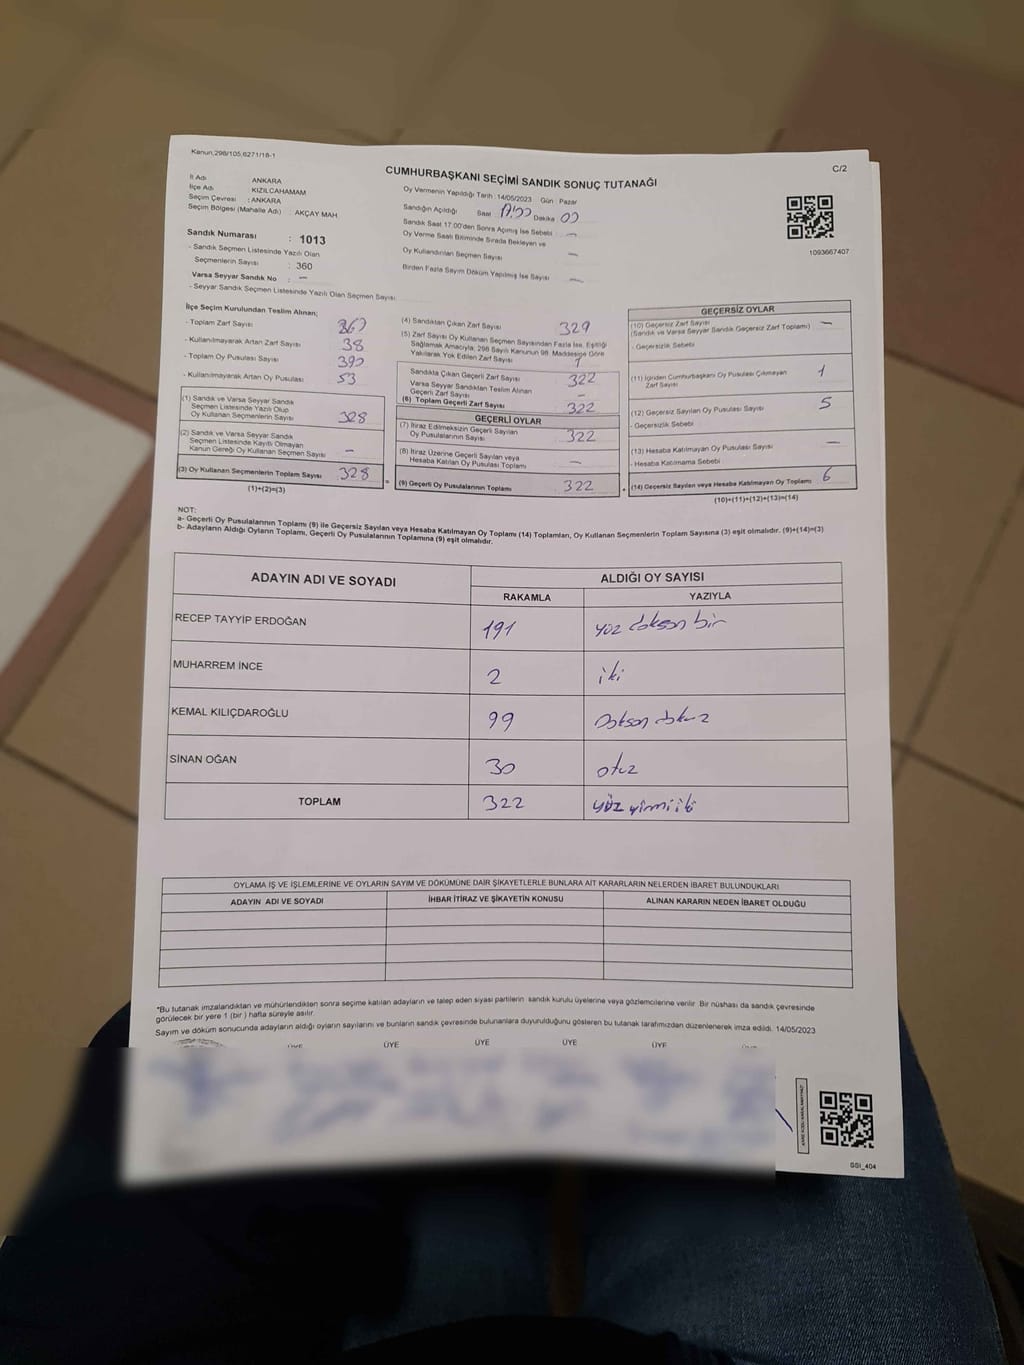 Kanun,298/105,6271/18-1
C/2
CUMHURBAŞKANI SEÇİMİ SANDIK SONUÇ TUTANAĞI
İl Adı ANKARA
İlçe Adı KIZILCAHAMAM
Seçim Çevresi : ANKARA
Seçim Bölgesi (Mahalle Adı) : AKÇAY MAH.
Oy Vermenin Yapıldığı Tarih :14/05/2023 Gün : Pazar
Sandığın Açıldığı Saat Dakika
Sandık Saat 17.00'den Sonra Açımış İse Sebebi : —
Oy Verme Saati Bitiminde Sırada Bekleyen ve
Oy Kullandırılan Seçmen Sayısı —
Birden Fazla Sayım Döküm Yapılmış İse Sayısı —
1093667407
Sandık Numarası : 1013
- Sandık Seçmen Listesinde Yazılı Olan
Seçmenlerin Sayısı : 360
Varsa Seyyar Sandık No : —
- Seyyar Sandık Seçmen Listesinde Yazılı Olan Seçmen Sayısı:
İlçe Seçim Kurulundan Teslim Alınan;
- Toplam Zarf Sayısı
- Kullanılmayarak Artan Zarf Sayısı 38
- Toplam Oy Pusulası Sayısı
- Kullanılmayarak Artan Oy Pusulası 53
(1) Sandık ve Varsa Seyyar Sandık
Seçmen Listesinde Yazılı Olup
Oy Kullanan Seçmenlerin Sayısı 328
(2) Sandık ve Varsa Seyyar Sandık
Seçmen Listesinde Kayıtlı Olmayan
Kanun Gereği Oy Kullanan Seçmen Sayısı —
(3) Oy Kullanan Seçmenlerin Toplam Sayısı 328
(1)+(2)=(3)
(4) Sandıktan Çıkan Zarf Sayısı 329
(5) Zarf Sayısı Oy Kullanan Seçmen Sayısından Fazla İse, Eşitliği
Sağlamak Amacıyla; 298 Sayılı Kanunun 98. Maddesine Göre
Yakılarak Yok Edilen Zarf Sayısı 1
Sandıkta Çıkan Geçerli Zarf Sayısı 322
Varsa Seyyar Sandıktan Teslim Alınan
Geçerli Zarf Sayısı —
(6) Toplam Geçerli Zarf Sayısı 322
GEÇERLİ OYLAR
(7) İtiraz Edilmeksizin Geçerli Sayılan
Oy Pusulalarının Sayısı 322
(8) İtiraz Üzerine Geçerli Sayılan veya
Hesaba Katılan Oy Pusulası Toplamı —
(9) Geçerli Oy Pusulalarının Toplamı 322
GEÇERSİZ OYLAR
(10) Geçersiz Zarf Sayısı —
(Sandık ve Varsa Seyyar Sandık Geçersiz Zarf Toplamı)
- Geçersizlik Sebebi
(11) İçinden Cumhurbaşkanı Oy Pusulası Çıkmayan
Zarf Sayısı 1
(12) Geçersiz Sayılan Oy Pusulası Sayısı 5
- Geçersizlik Sebebi
(13) Hesaba Katılmayan Oy Pusulası Sayısı —
- Hesaba Katılmama Sebebi
(14) Geçersiz Sayılan veya Hesaba Katılmayan Oy Toplamı 6
(10)+(11)+(12)+(13)=(14)
NOT:
a- Geçerli Oy Pusulalarının Toplamı (9) ile Geçersiz Sayılan veya Hesaba Katılmayan Oy Toplamı (14) Toplamları, Oy Kullanan Seçmenlerin Toplam Sayısına (3) eşit olmalıdır. (9)+(14)=(3)
b- Adayların Aldığı Oyların Toplamı, Geçerli Oy Pusulalarının Toplamına (9) eşit olmalıdır.
ADAYIN ADI VE SOYADI ALDIĞI OY SAYISI
RAKAMLA YAZIYLA
RECEP TAYYİP ERDOĞAN 191 yüz doksan bir
MUHARREM İNCE 2 iki
KEMAL KILIÇDAROĞLU 99 Doksan dokuz
SİNAN OĞAN 30 otuz
TOPLAM 322 yüz yirmi iki
OYLAMA İŞ VE İŞLEMLERİNE VE OYLARIN SAYIM VE DÖKÜMÜNE DAİR ŞİKAYETLERLE BUNLARA AİT KARARLARIN NELERDEN İBARET BULUNDUKLARI
ADAYIN ADI VE SOYADI İHBAR İTİRAZ VE ŞİKAYETİN KONUSU ALINAN KARARIN NEDEN İBARET OLDUĞU
*Bu tutanak imzalandıktan ve mühürlendikten sonra seçime katılan adayların ve talep eden siyasi partilerin sandık kurulu üyelerine veya gözlemcilerine verilir. Bir nüshası da sandık çevresinde
görülecek bir yere 1 (bir ) hafta süreyle asılır.
Sayım ve döküm sonucunda adayların aldığı oyların sayılarını ve bunların sandık çevresinde bulunanlara duyurulduğunu gösteren bu tutanak tarafımızdan düzenlenerek imza edildi. 14/05/2023
ÜYE ÜYE ÜYE ÜYE ÜYE
GSI_404